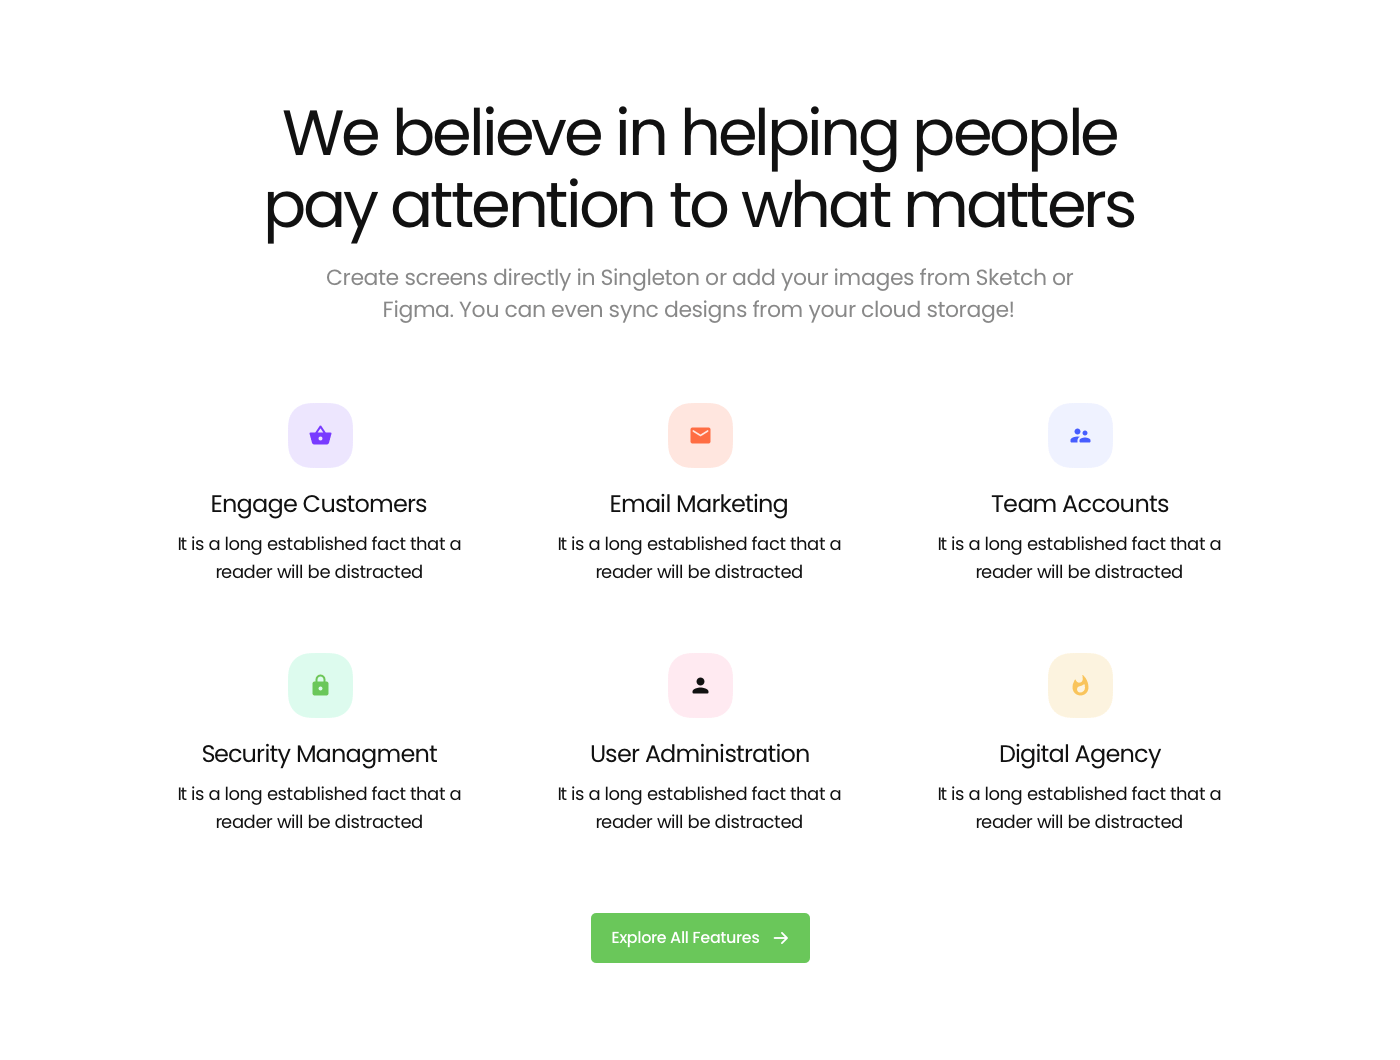 We believe in helping people
pay attention to what matters
Create screens directly in Singleton or add your images from Sketch or
Figma. You can even sync designs from your cloud storage!
Engage Customers
It is a long established fact that a
reader will be distracted
Email Marketing
It is a long established fact that a
reader will be distracted
Team Accounts
It is a long established fact that a
reader will be distracted
Security Managment
It is a long established fact that a
reader will be distracted
User Administration
It is a long established fact that a
reader will be distracted
Digital Agency
It is a long established fact that a
reader will be distracted
Explore All Features